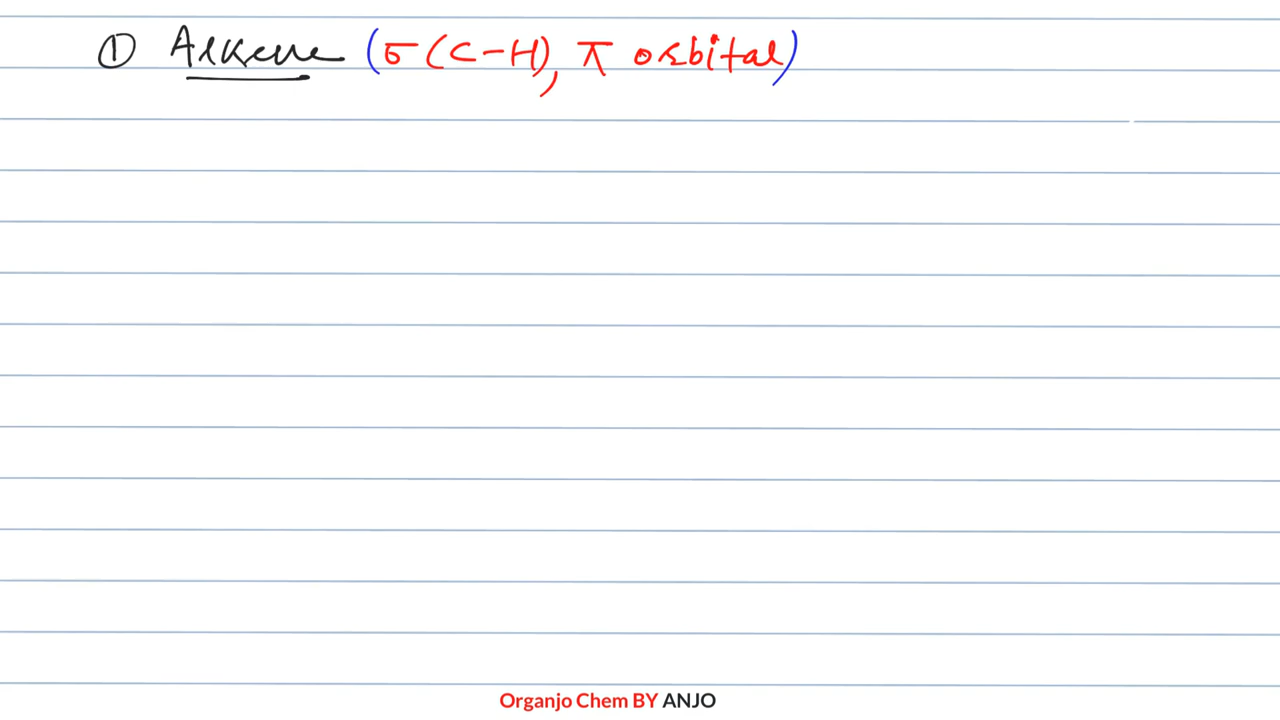 ① Alkene (σ(C-H), π orbital)
Organjo Chem BY ANJO